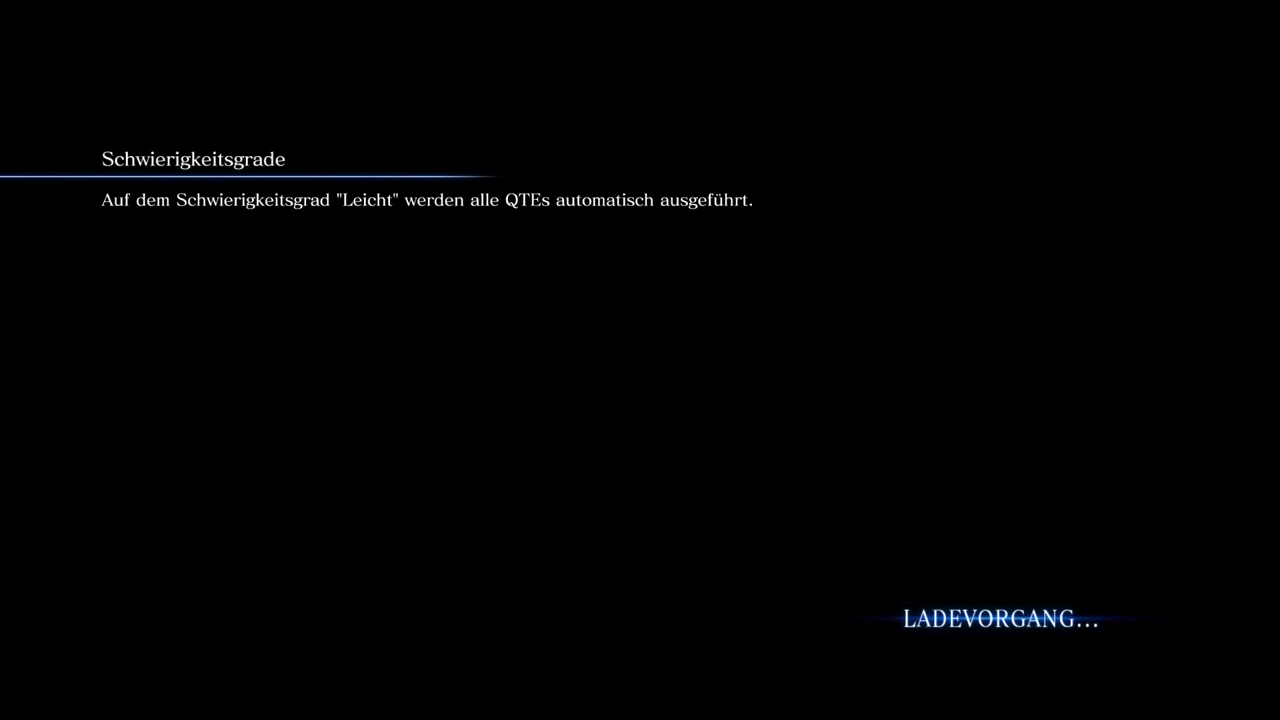 Schwierigkeitsgrade
Auf dem Schwierigkeitsgrad "Leicht" werden alle QTEs automatisch ausgeführt.
LADEVORGANG...